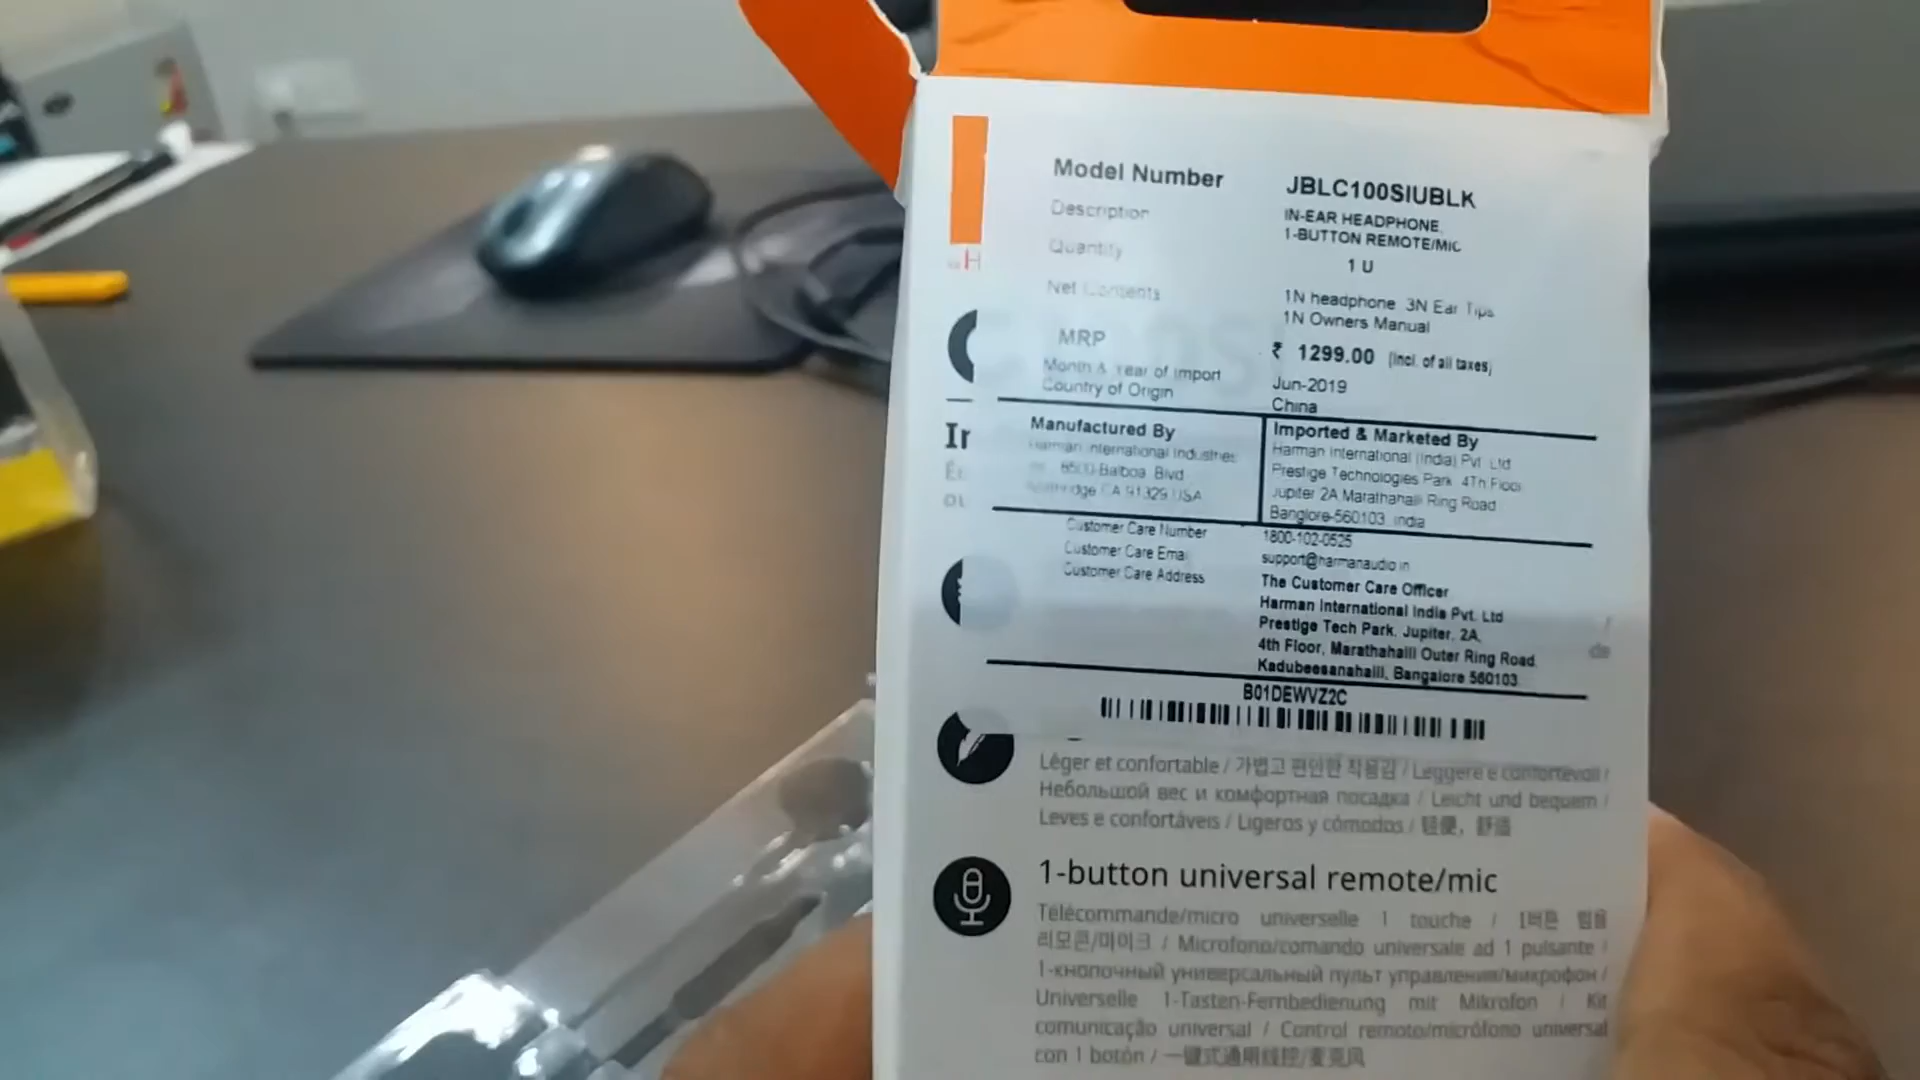 Model Number JBLC100SIUBLK
Description IN-EAR HEADPHONE,
1-BUTTON REMOTE/MIC
Quantity 1 U
Net Contents 1N headphone 3N Ear Tips
1N Owners Manual
MRP ₹ 1299.00 (Incl. of all taxes)
Month & Year of Import Jun-2019
Country of Origin China
Manufactured By
Harman International Industries
8500 Balboa Blvd
CA 91329 USA
Imported & Marketed By
Harman International (India) Pvt Ltd
Prestige Technologies Park 4Th Floor
Jupiter 2A Marathahalli Ring Road
Banglore-560103 India
Customer Care Number 1800-102-0525
Customer Care Email support@harmanaudio.in
Customer Care Address The Customer Care Officer
Harman International India Pvt. Ltd
Prestige Tech Park, Jupiter, 2A,
4th Floor, Marathahalli Outer Ring Road,
Kadubeesanahalli, Bangalore 560103
B01DEWVZ2C
Léger et confortable / 가볍고 편안한 착용감 / Leggere e confortevoli /
Небольшой вес и комфортная посадка / Leicht und bequem /
Leves e confortáveis / Ligeros y cómodos / 轻便，舒适
1-button universal remote/mic
Télécommande/micro universelle 1 touche / 1버튼 범용
리모콘/마이크 / Microfono/comando universale ad 1 pulsante /
1-кнопочный универсальный пульт управления/микрофон /
Universelle 1-Tasten-Fernbedienung mit Mikrofon / Kit
comunicação universal / Control remoto/micrófono universal
con 1 botón / 一键式通用线控/麦克风